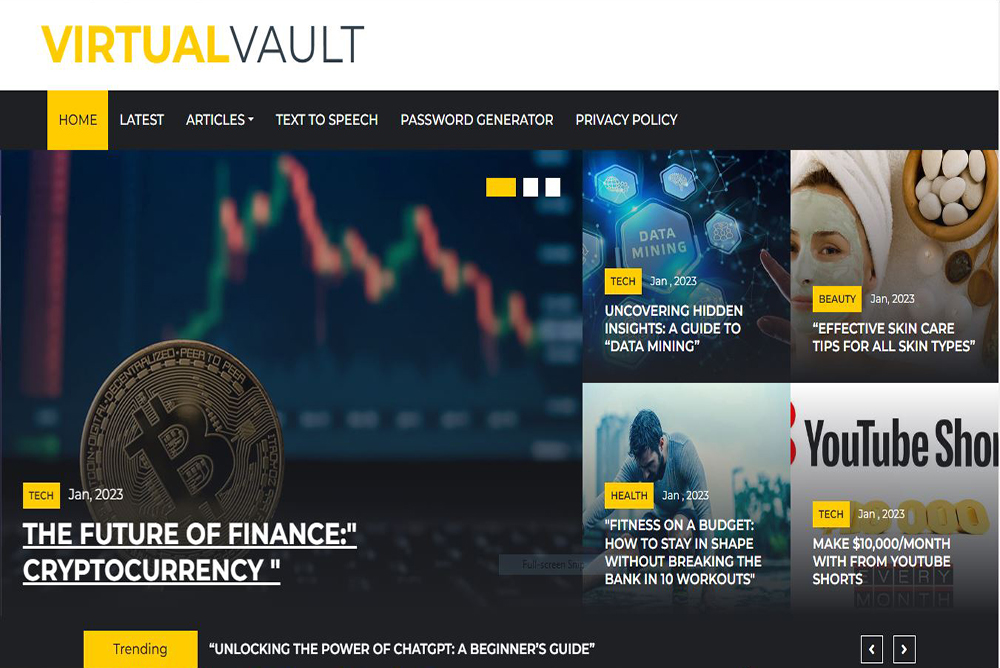 VIRTUALVAULT
HOME LATEST ARTICLES TEXT TO SPEECH PASSWORD GENERATOR PRIVACY POLICY
DECENTRALIZED • PEER TO PEER
TECH Jan, 2023
THE FUTURE OF FINANCE:"
CRYPTOCURRENCY "
DATA
MINING
TECH Jan , 2023
UNCOVERING HIDDEN
INSIGHTS: A GUIDE TO
“DATA MINING”
BEAUTY Jan, 2023
“EFFECTIVE SKIN CARE
TIPS FOR ALL SKIN TYPES”
HEALTH Jan , 2023
"FITNESS ON A BUDGET:
HOW TO STAY IN SHAPE
WITHOUT BREAKING THE
BANK IN 10 WORKOUTS"
Full-screen Snip
YouTube Shor
TECH Jan , 2023
MAKE $10,000/MONTH
WITH FROM YOUTUBE
SHORTS
EVERY
MONTH
Trending “UNLOCKING THE POWER OF CHATGPT: A BEGINNER’S GUIDE”